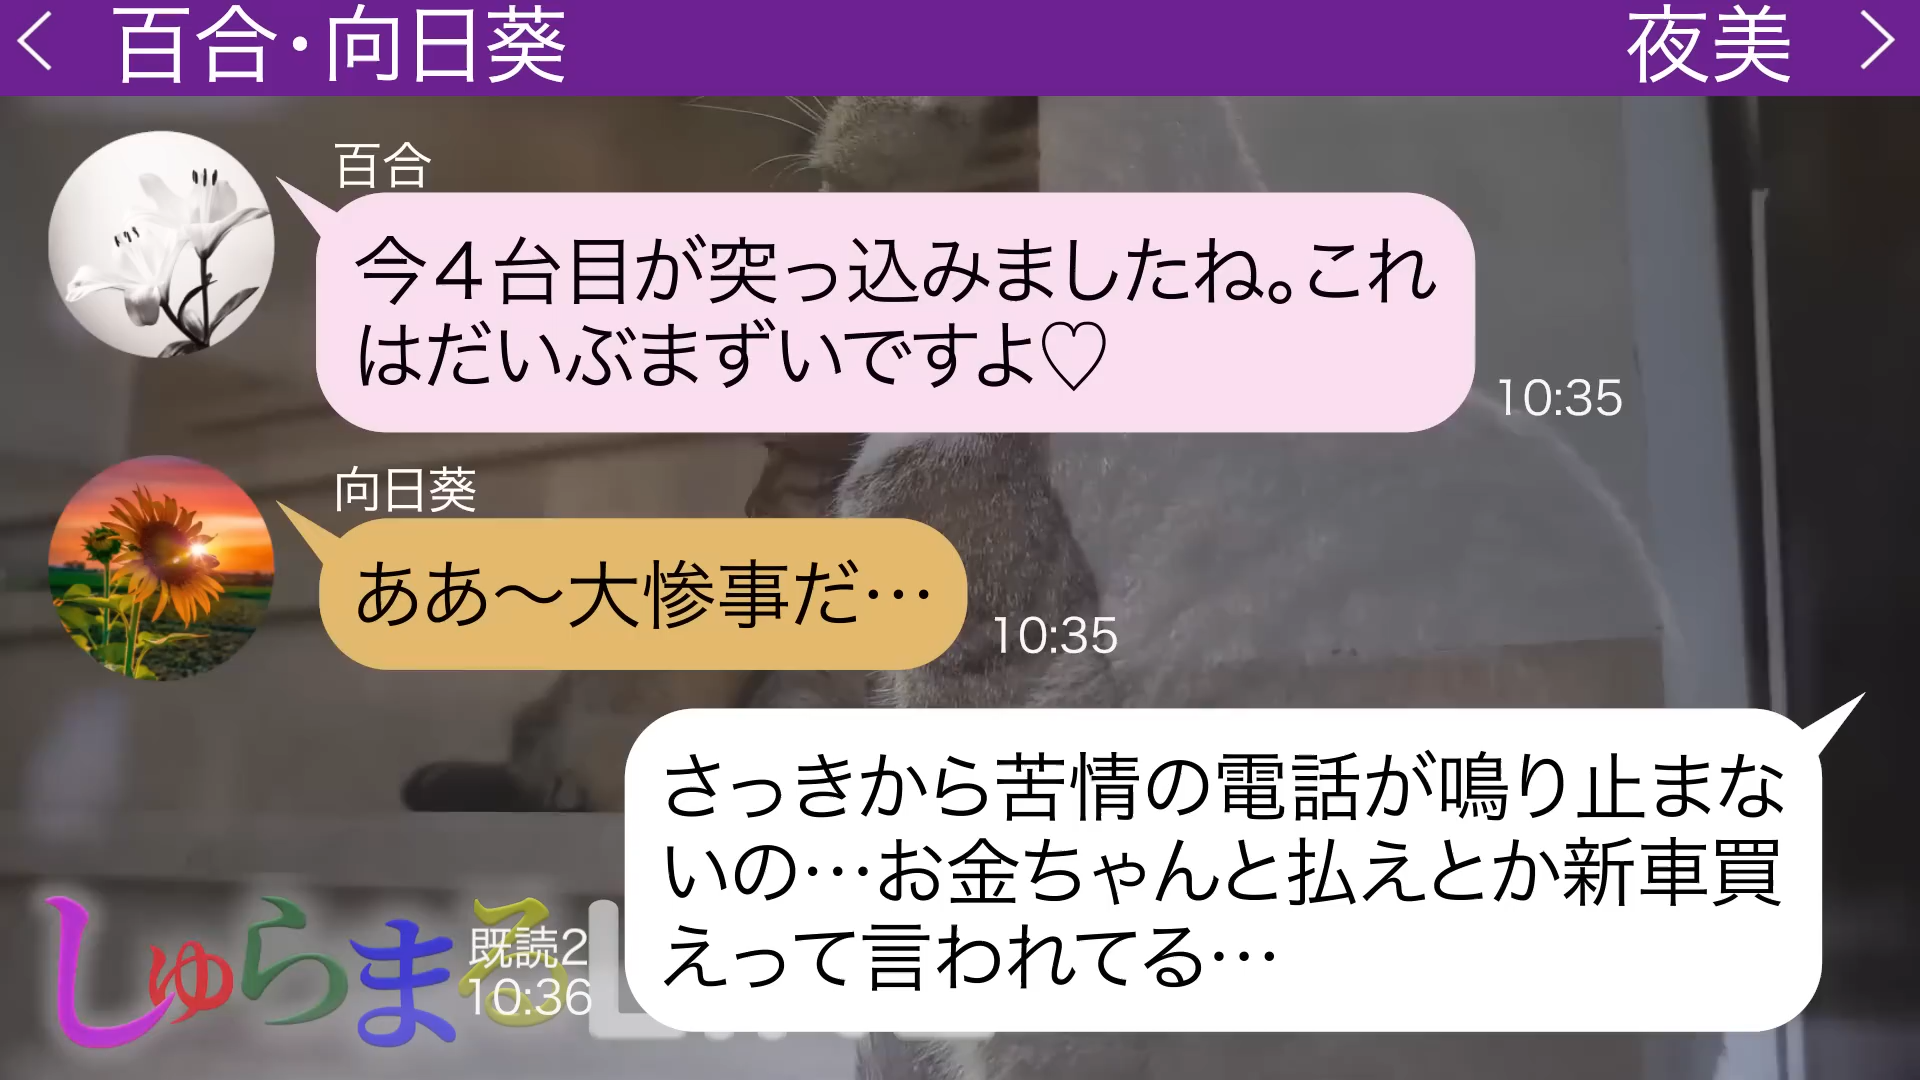 百合・向日葵
夜美
百合
今４台目が突っ込みましたね。これ
はだいぶまずいですよ♡
10:35
向日葵
ああ〜大惨事だ…
10:35
さっきから苦情の電話が鳴り止まな
いの…お金ちゃんと払えとか新車買
えって言われてる…
既読2
10:36
しゅらまる